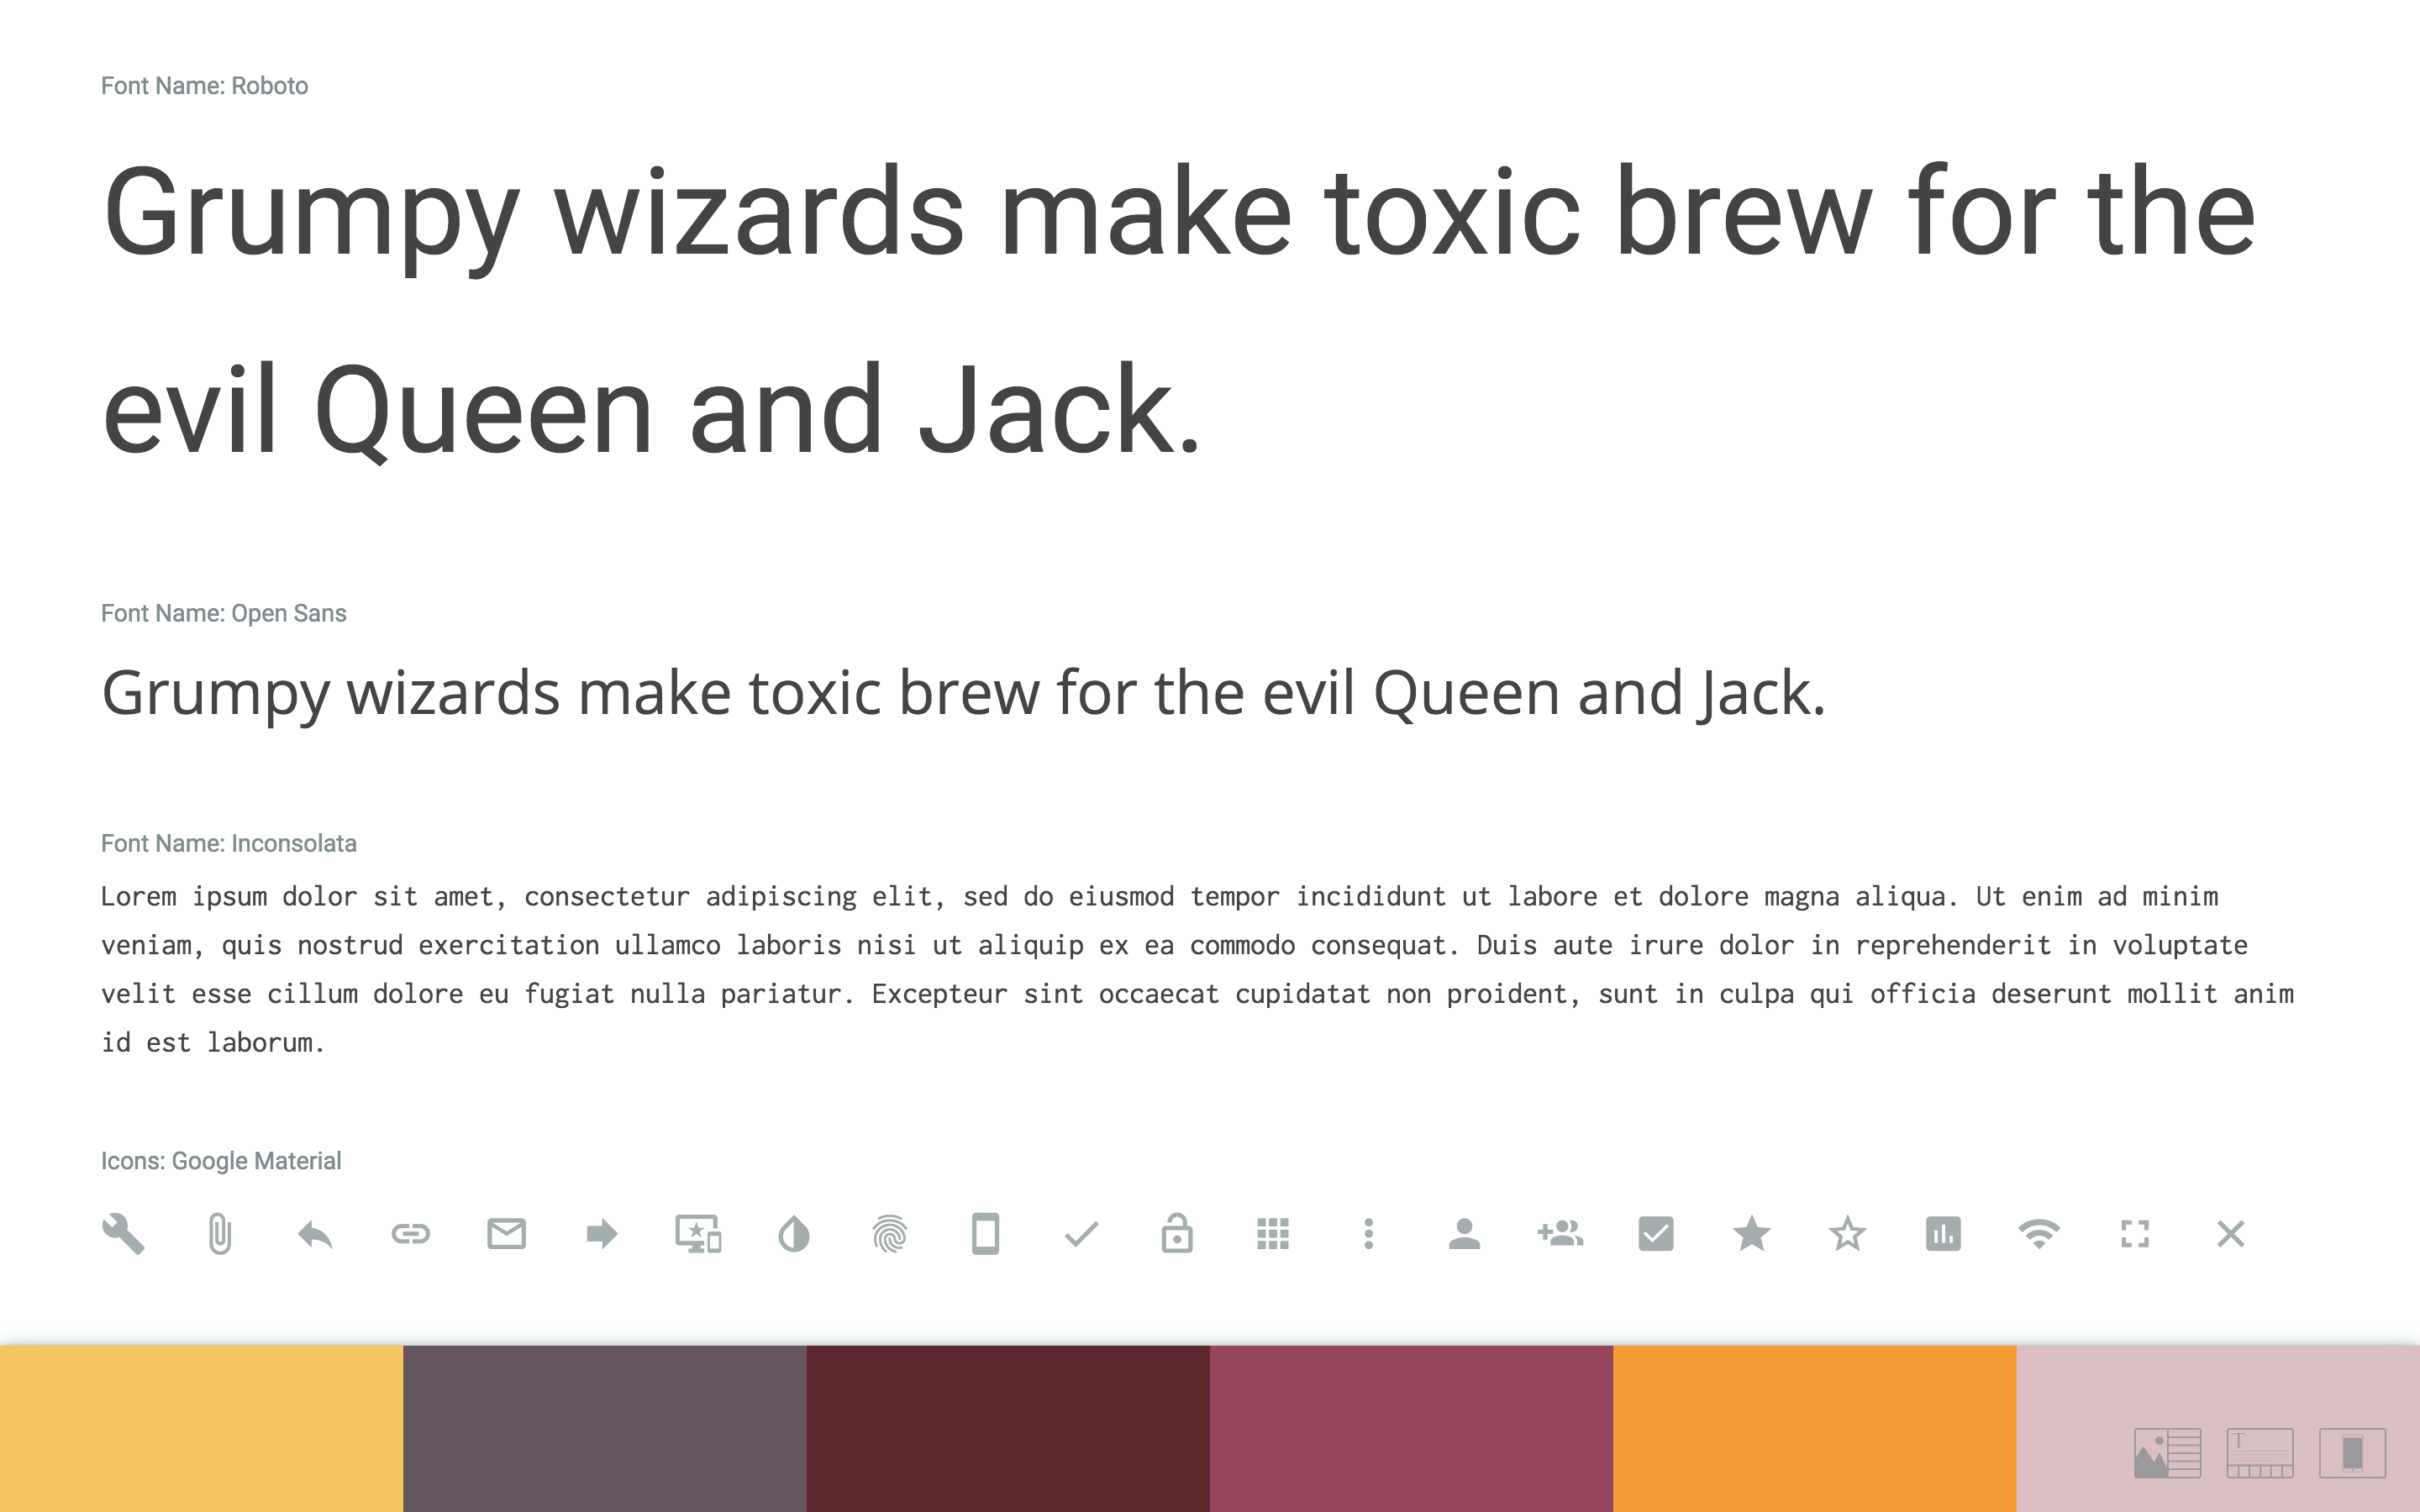 Font Name: Roboto
Grumpy wizards make toxic brew for the
evil Queen and Jack.
Font Name: Open Sans
Grumpy wizards make toxic brew for the evil Queen and Jack.
Font Name: Inconsolata
Lorem ipsum dolor sit amet, consectetur adipiscing elit, sed do eiusmod tempor incididunt ut labore et dolore magna aliqua. Ut enim ad minim
veniam, quis nostrud exercitation ullamco laboris nisi ut aliquip ex ea commodo consequat. Duis aute irure dolor in reprehenderit in voluptate
velit esse cillum dolore eu fugiat nulla pariatur. Excepteur sint occaecat cupidatat non proident, sunt in culpa qui officia deserunt mollit anim
id est laborum.
Icons: Google Material
T